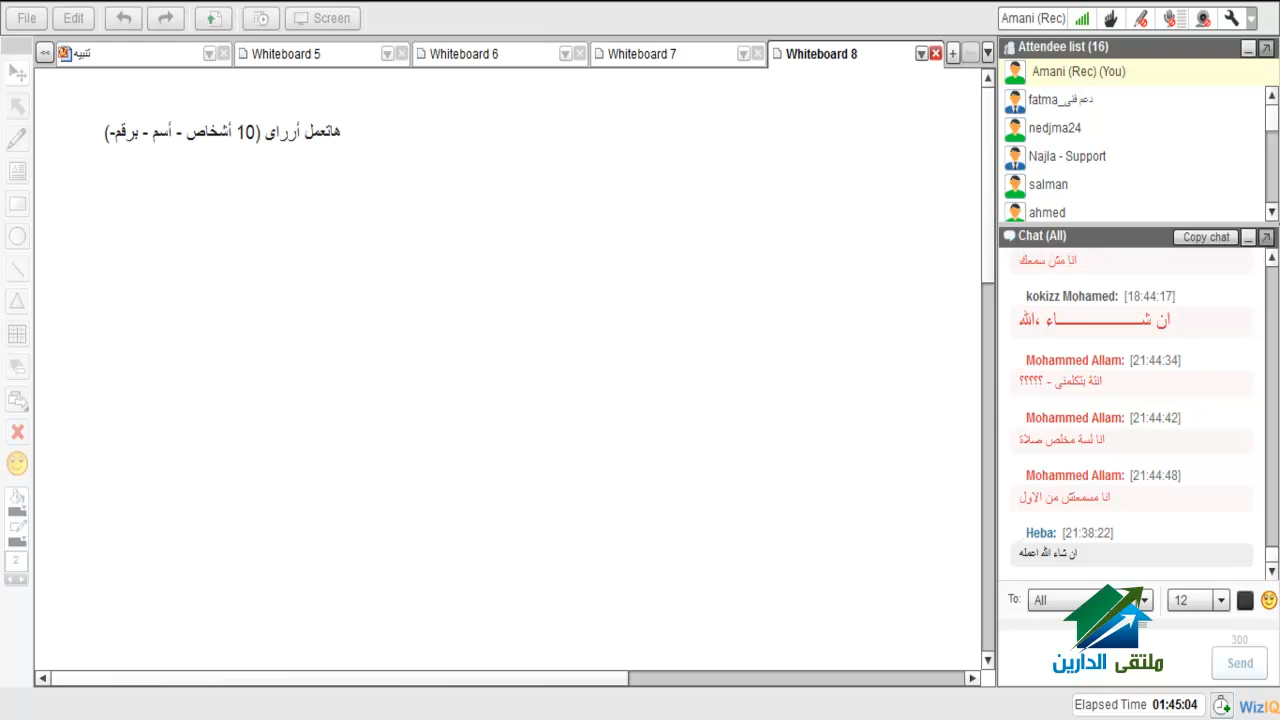 File Edit Screen
Amani (Rec)
<< تنبيه Whiteboard 5 Whiteboard 6 Whiteboard 7 Whiteboard 8
هاتعمل أرراى (10 أشخاص - أسم - برقم-)
2
Attendee list (16)
Amani (Rec) (You)
fatma_دعم فنى
nedjma24
Najla - Support
salman
ahmed
Chat (All) Copy chat
انا مش سمعك
kokizz Mohamed: [18:44:17]
ان شـــــــــــــاء ،الله
Mohammed Allam: [21:44:34]
انتة بتكلمنى - ؟؟؟؟؟
Mohammed Allam: [21:44:42]
انا لسة مخلص صلاة
Mohammed Allam: [21:44:48]
انا مسمعتش من الاول
Heba: [21:38:22]
ان شاء الله اعمله
To: All 12
300
Send
ملتقى الدارين
Elapsed Time 01:45:04 WizIQ